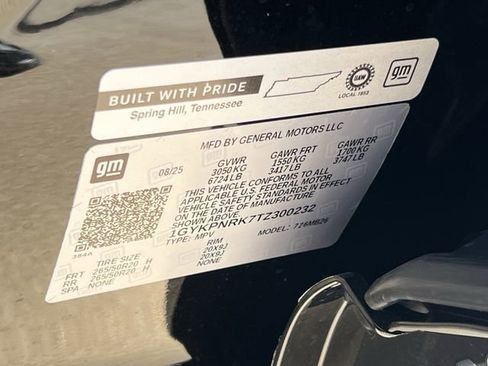 BUILT WITH PRIDE
Spring Hill, Tennessee
UAW
LOCAL 1853
gm
gm
MFD BY GENERAL MOTORS LLC
08/25 GVWR GAWR FRT GAWR RR
3050 KG 1550 KG 1700 KG
6724 LB 3417 LB 3747 LB
THIS VEHICLE CONFORMS TO ALL
APPLICABLE U.S. FEDERAL MOTOR
VEHICLE SAFETY STANDARDS IN EFFECT
ON THE DATE OF MANUFACTURE
SHOWN ABOVE.
1GYKPNRK7TZ300232
TYPE: MPV MODEL:
TIRE SIZE RIM
FRT 265/50R20 H 20X9J
RR 265/50R20 H 20X9J
NONE NONE